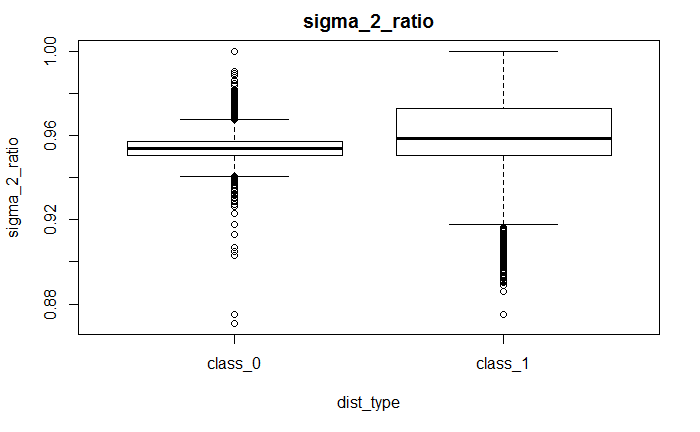 sigma_2_ratio
sigma_2_ratio
1.00
0.96
0.92
0.88
class_0
class_1
dist_type